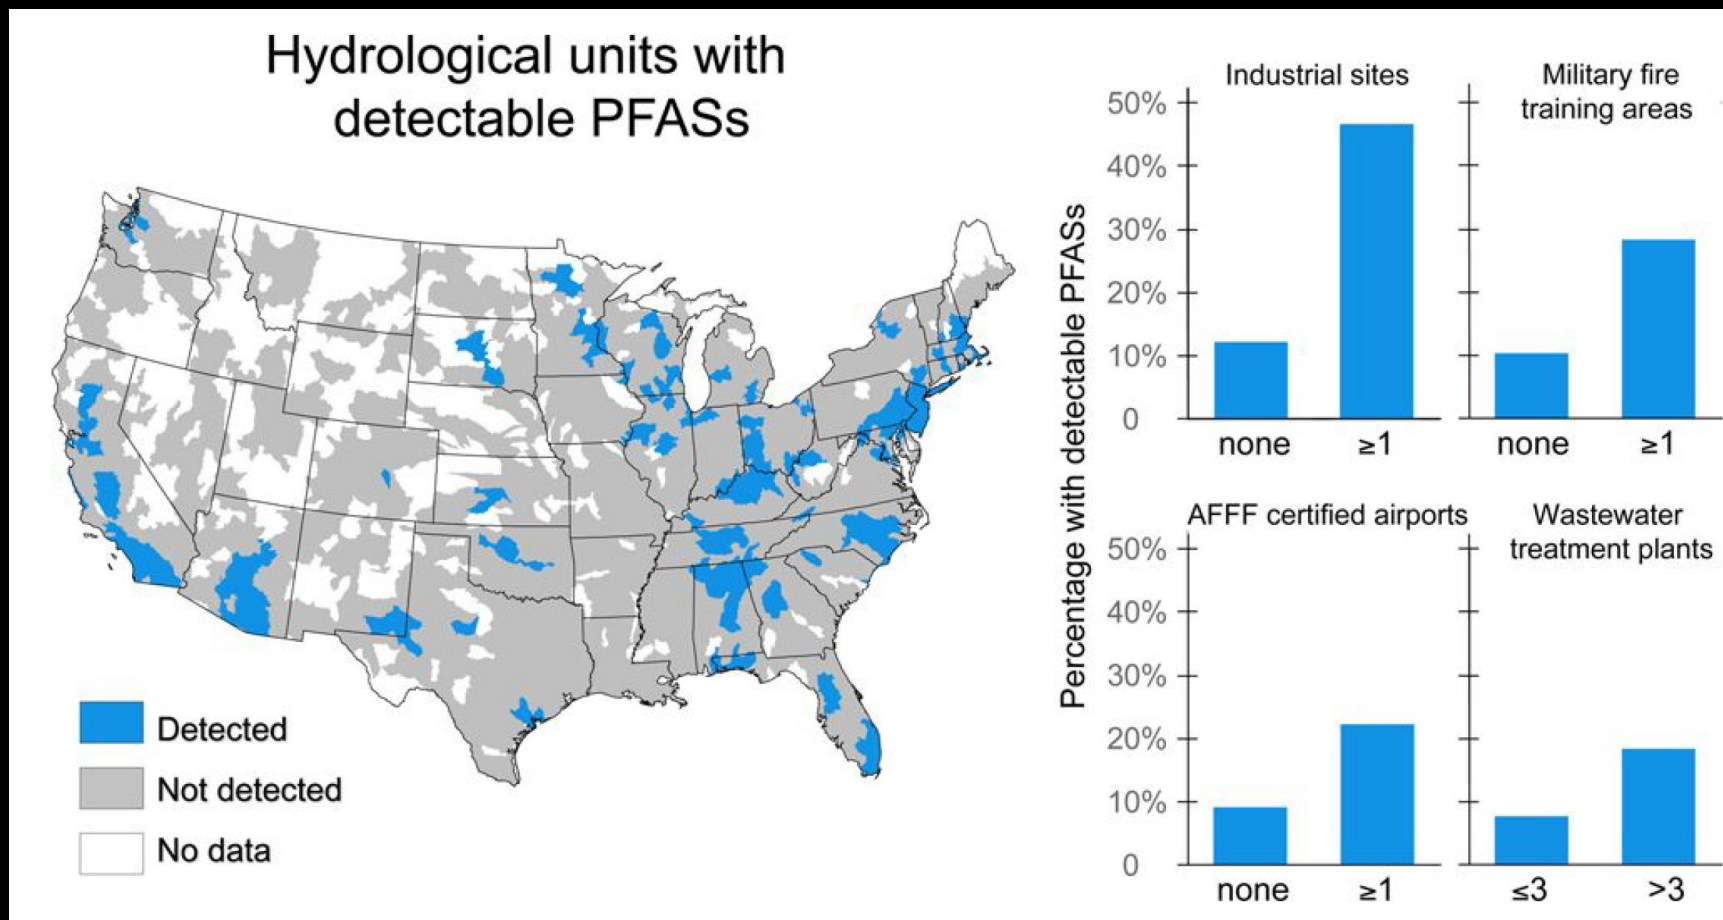 Hydrological units with
detectable PFASs
Detected
Not detected
No data
Percentage with detectable PFASs
Industrial sites
50%
40%
30%
20%
10%
0
none
≥1
Military fire
training areas
none
≥1
AFFF certified airports
50%
40%
30%
20%
10%
0
none
≥1
Wastewater
treatment plants
≤3
>3